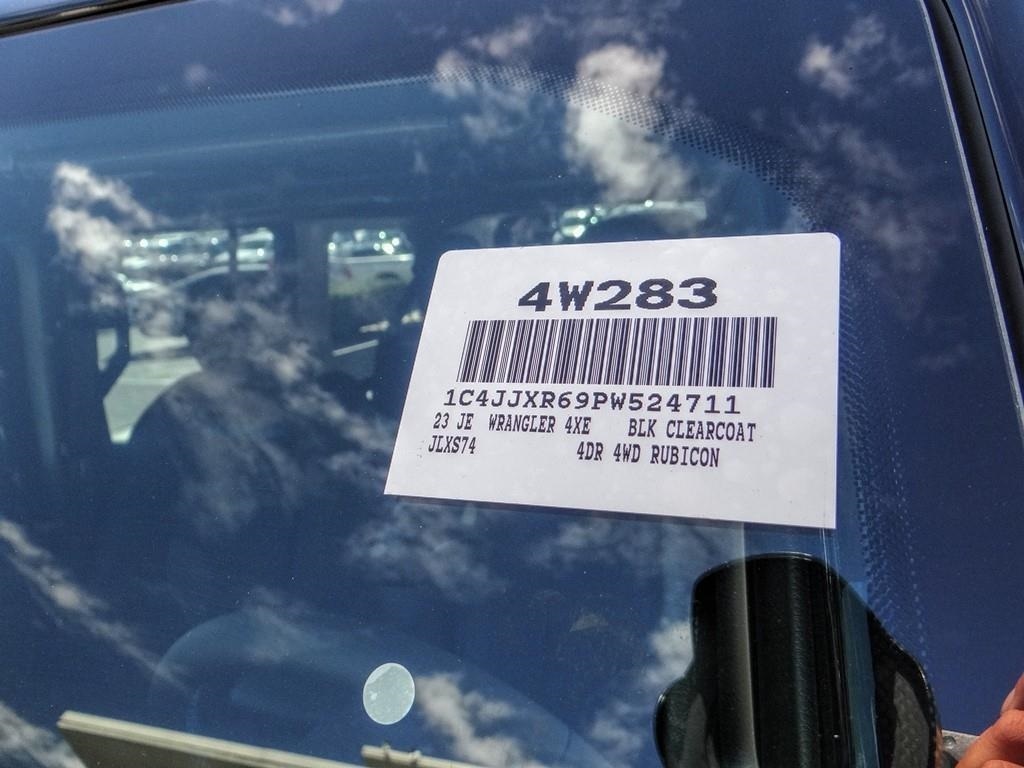 4W283
1C4JJXR69PW524711
23 JE WRANGLER 4XE BLK CLEARCOAT
JLXS74 4DR 4WD RUBICON